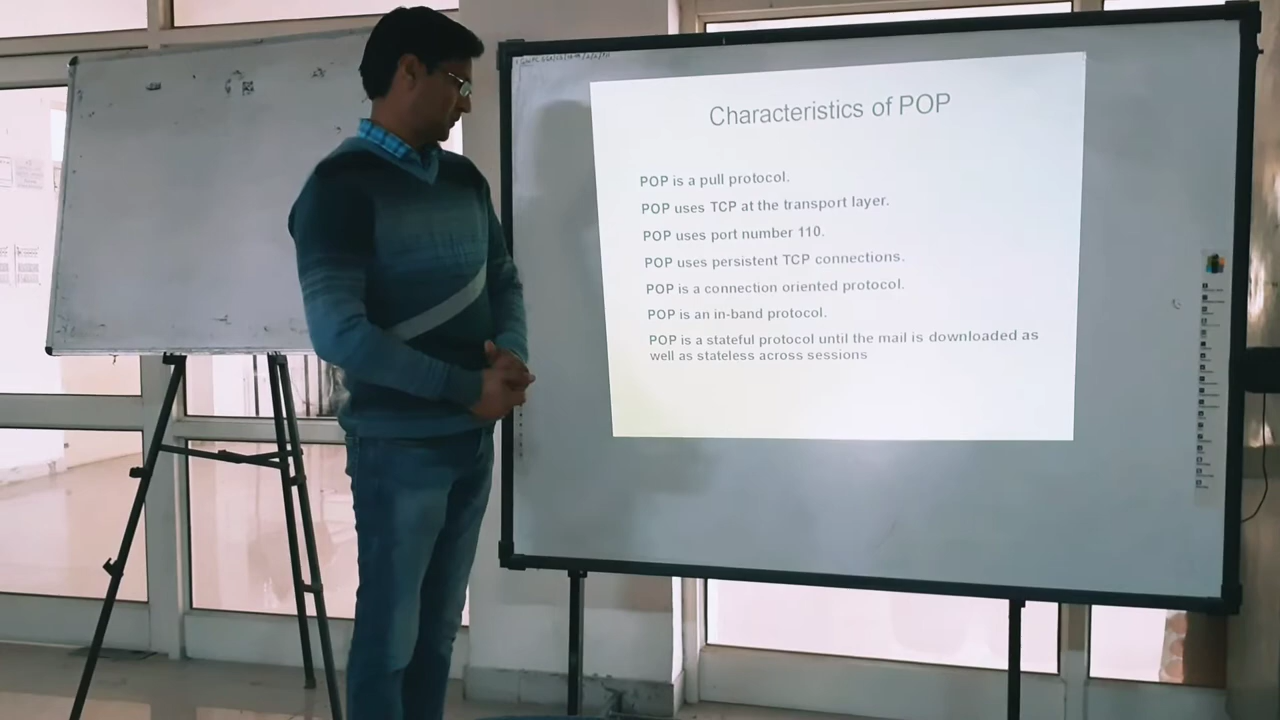 Characteristics of POP
POP is a pull protocol.
POP uses TCP at the transport layer.
POP uses port number 110.
POP uses persistent TCP connections.
POP is a connection oriented protocol.
POP is an in-band protocol.
POP is a stateful protocol until the mail is downloaded as
well as stateless across sessions